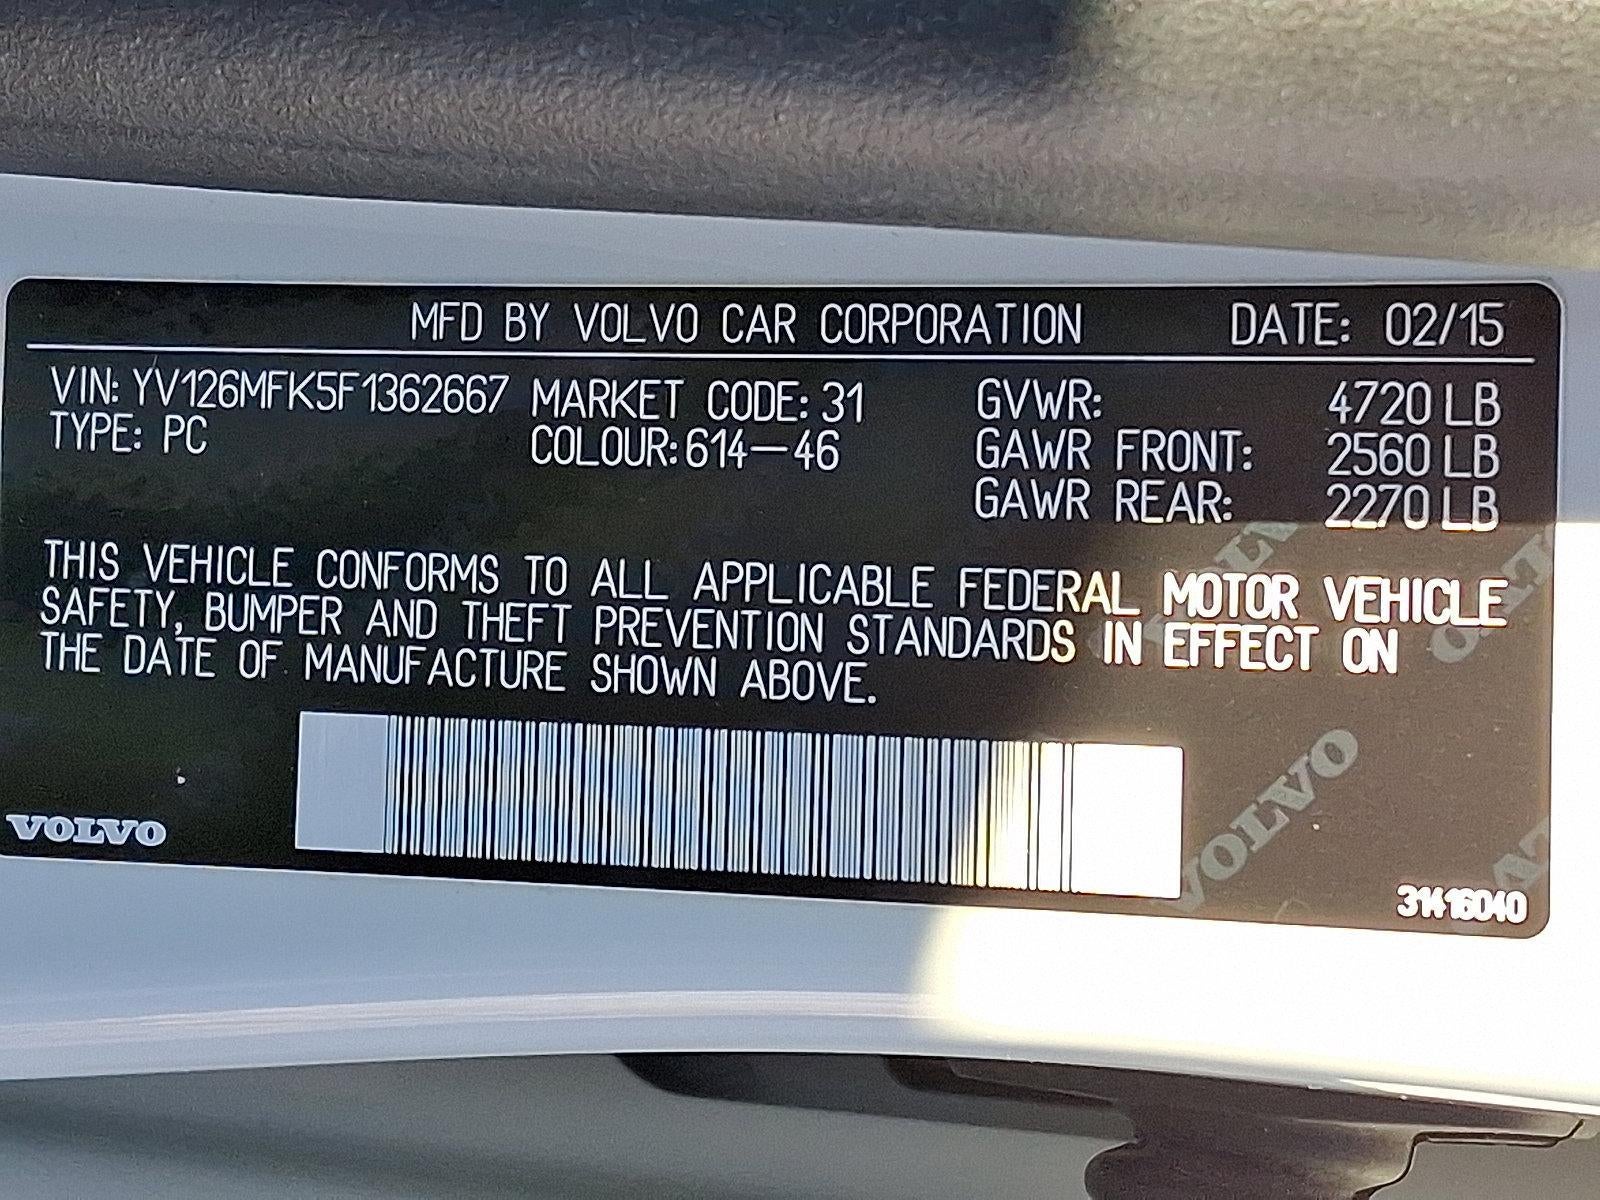 MFD BY VOLVO CAR CORPORATION DATE: 02/15
VIN: YV126MFK5F1362667 MARKET CODE: 31 GVWR: 4720 LB
TYPE: PC COLOUR: 614-46 GAWR FRONT: 2560 LB
GAWR REAR: 2270 LB
THIS VEHICLE CONFORMS TO ALL APPLICABLE FEDERAL MOTOR VEHICLE
SAFETY, BUMPER AND THEFT PREVENTION STANDARDS IN EFFECT ON
THE DATE OF MANUFACTURE SHOWN ABOVE.
VOLVO
VOLVO
31416040